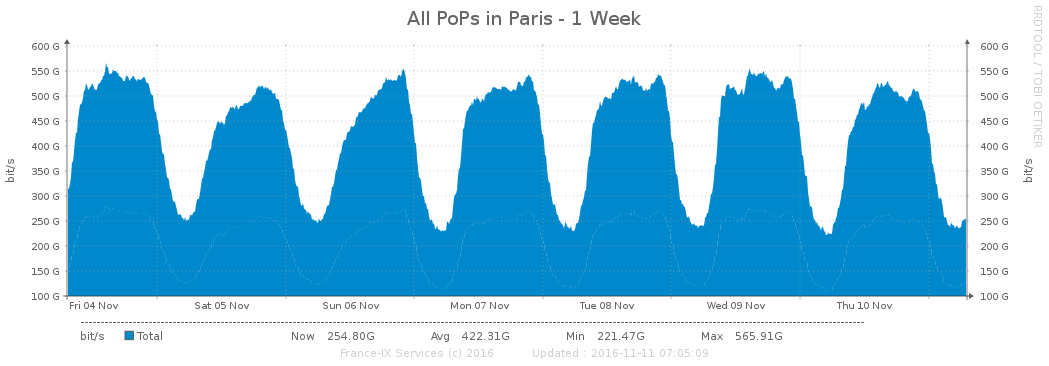 All PoPs in Paris - 1 Week
RRDTOOL / TOBI OETIKER
bit/s
bit/s
600 G 600 G
550 G 550 G
500 G 500 G
450 G 450 G
400 G 400 G
350 G 350 G
300 G 300 G
250 G 250 G
200 G 200 G
150 G 150 G
100 G 100 G
Fri 04 Nov Sat 05 Nov Sun 06 Nov Mon 07 Nov Tue 08 Nov Wed 09 Nov Thu 10 Nov
bit/s Total Now 254.80G Avg 422.31G Min 221.47G Max 565.91G
France-IX Services (c) 2016 Updated : 2016-11-11 07:05:09